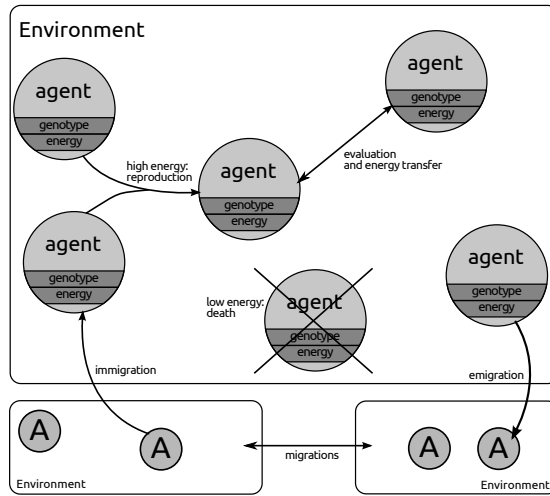 Environment
agent
genotype
energy
agent
genotype
energy
high energy:
reproduction
evaluation
and energy transfer
agent
genotype
energy
agent
genotype
energy
agent
genotype
energy
low energy:
death
agent
genotype
energy
immigration
emigration
A
A
Environment
migrations
A
A
Environment